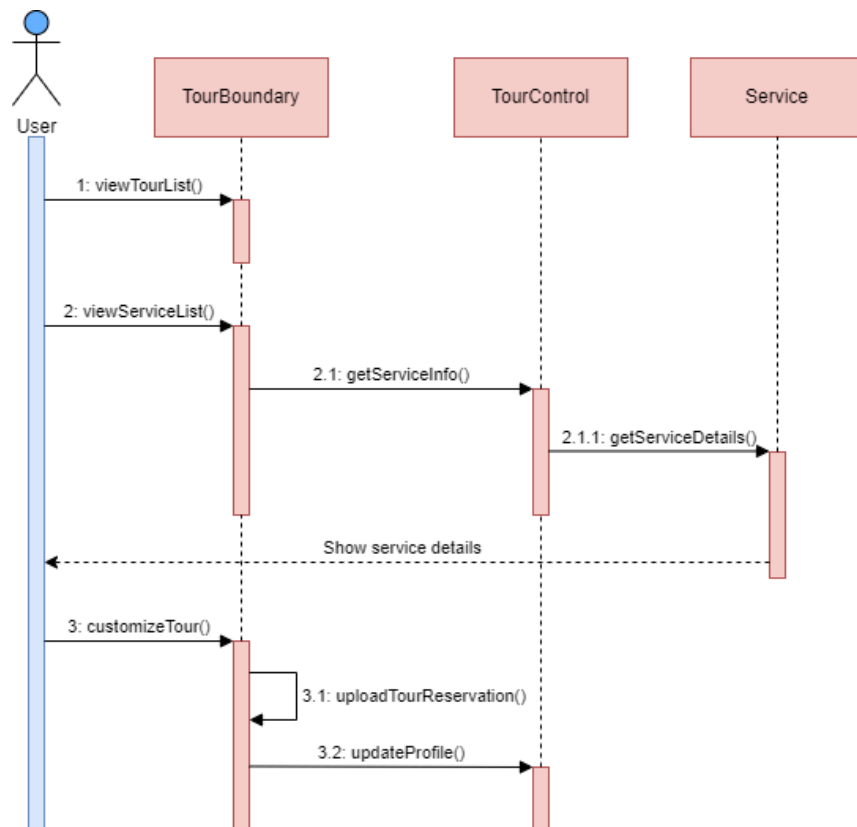 User
TourBoundary
TourControl
Service
1: viewTourList()
2: viewServiceList()
2.1: getServiceInfo()
2.1.1: getServiceDetails()
Show service details
3: customizeTour()
3.1: uploadTourReservation()
3.2: updateProfile()